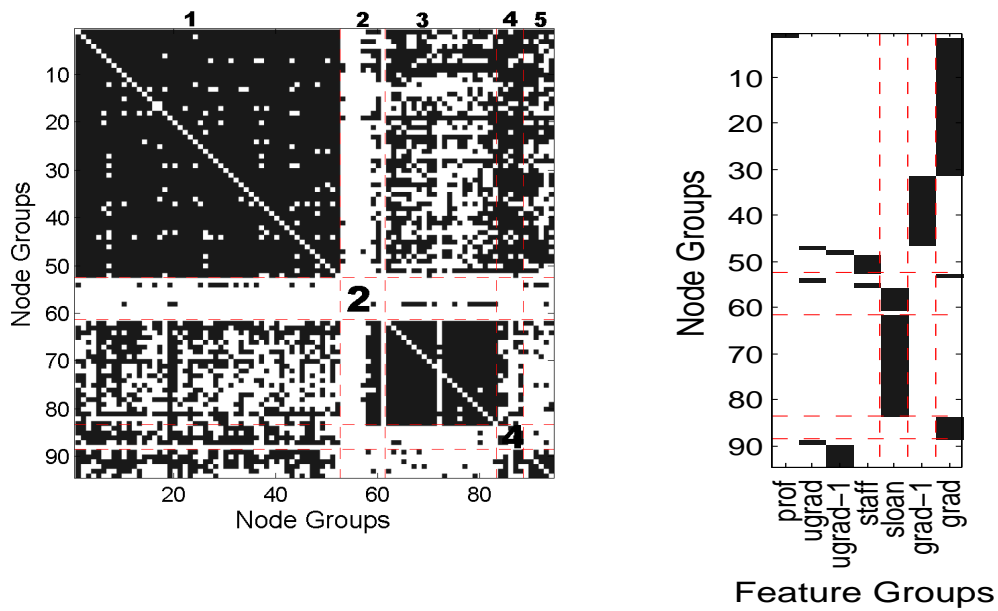 1 2 3 4 5
10
20
30
40
50
60
70
80
90
2
4
20 40 60 80
Node Groups
Node Groups
10
20
30
40
50
60
70
80
90
Node Groups
prof
ugrad
ugrad-1
staff
sloan
grad-1
grad
Feature Groups